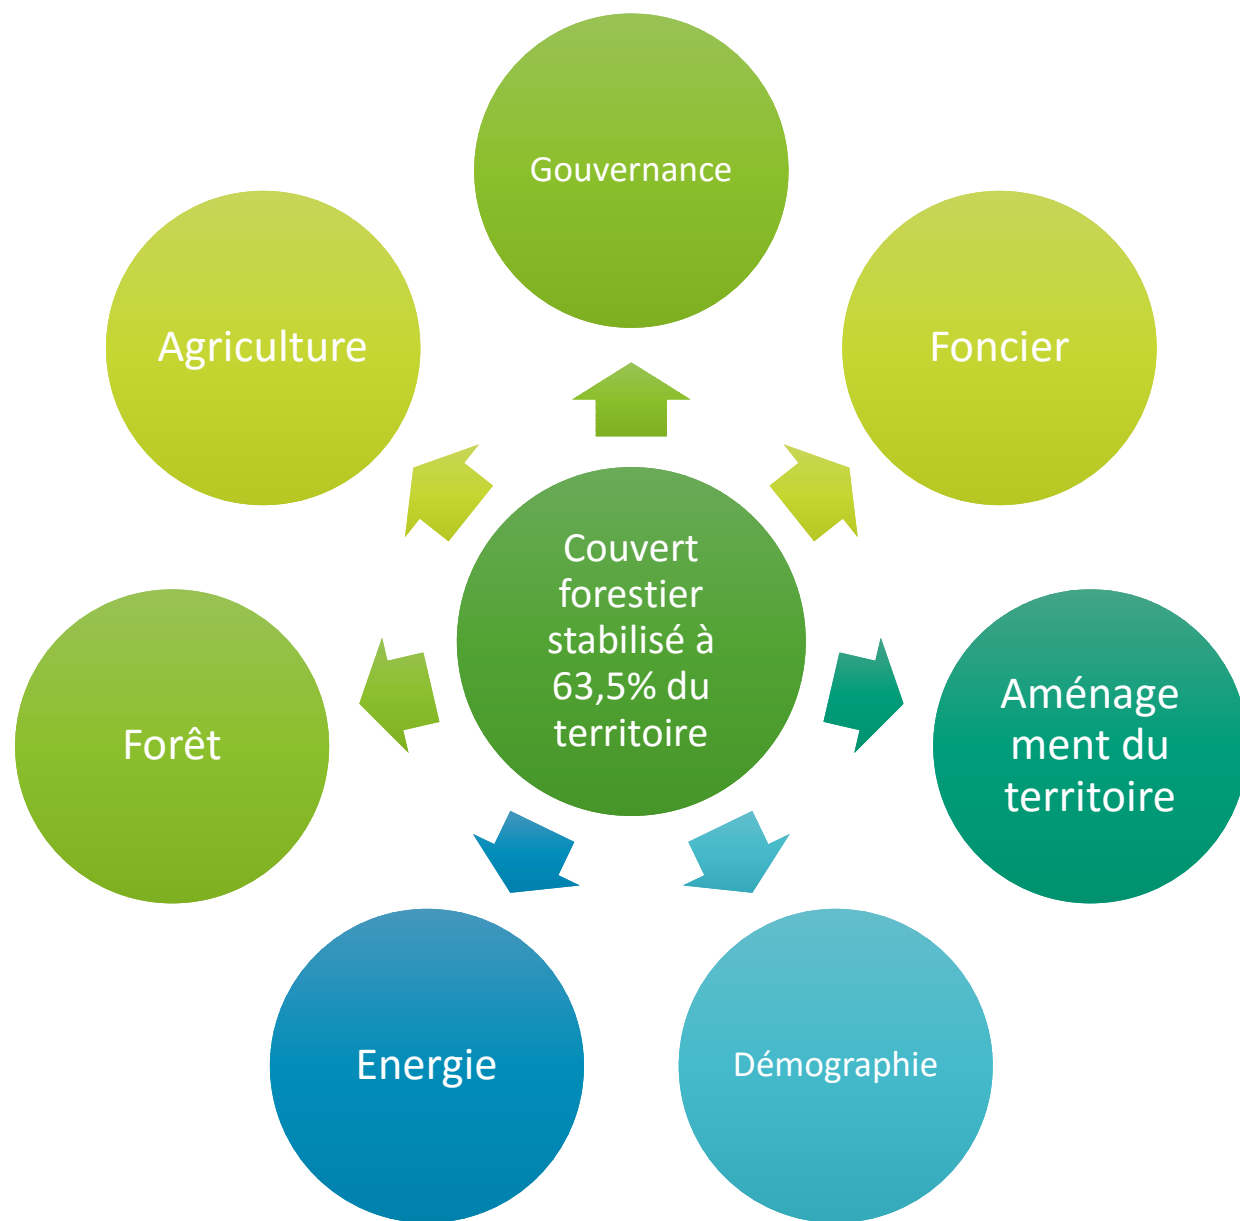 Gouvernance
Agriculture
Foncier
Couvert
forestier
stabilisé à
63,5% du
territoire
Forêt
Aménage
ment du
territoire
Energie
Démographie